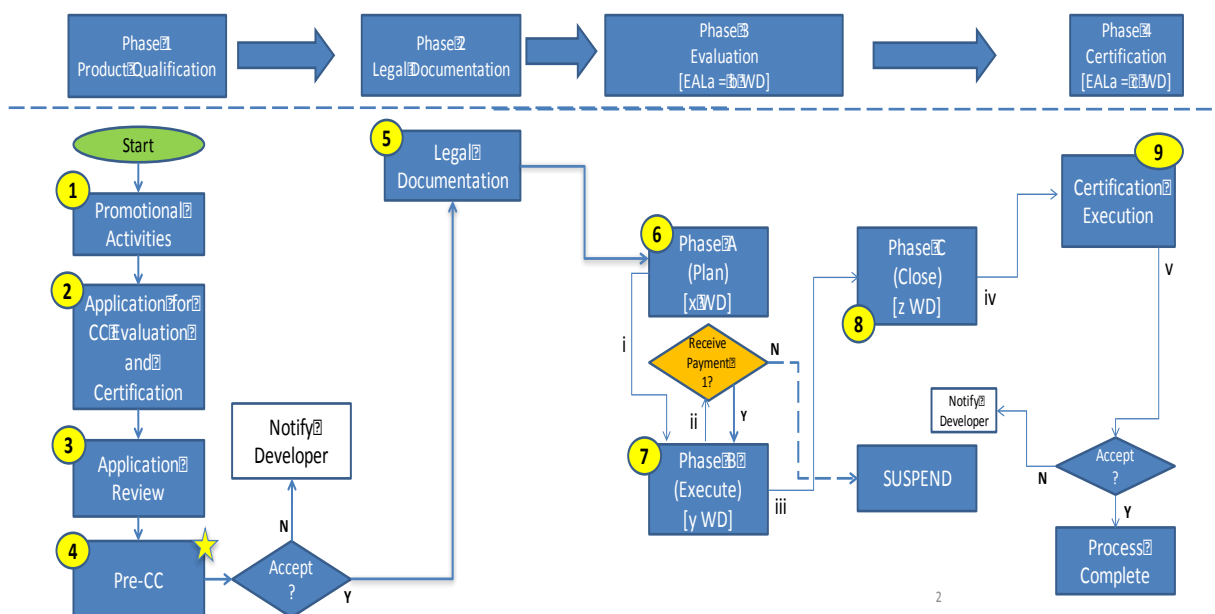 Phase 1
Product Qualification
Phase 2
Legal Documentation
Phase 3
Evaluation
[EALa = b WD]
Phase 4
Certification
[EALa = c WD]
Start
1
Promotional
Activities
2
Application for
CC Evaluation
and
Certification
3
Application
Review
4
Pre-CC
Accept
?
N
Y
Notify
Developer
5
Legal
Documentation
6
Phase A
(Plan)
[x WD]
i
Receive
Payment
1?
N
Y
ii
7
Phase B
(Execute)
[y WD]
iii
SUSPEND
Phase C
(Close)
[z WD]
8
iv
9
Certification
Execution
v
Notify
Developer
Accept
?
N
Y
Process
Complete
2